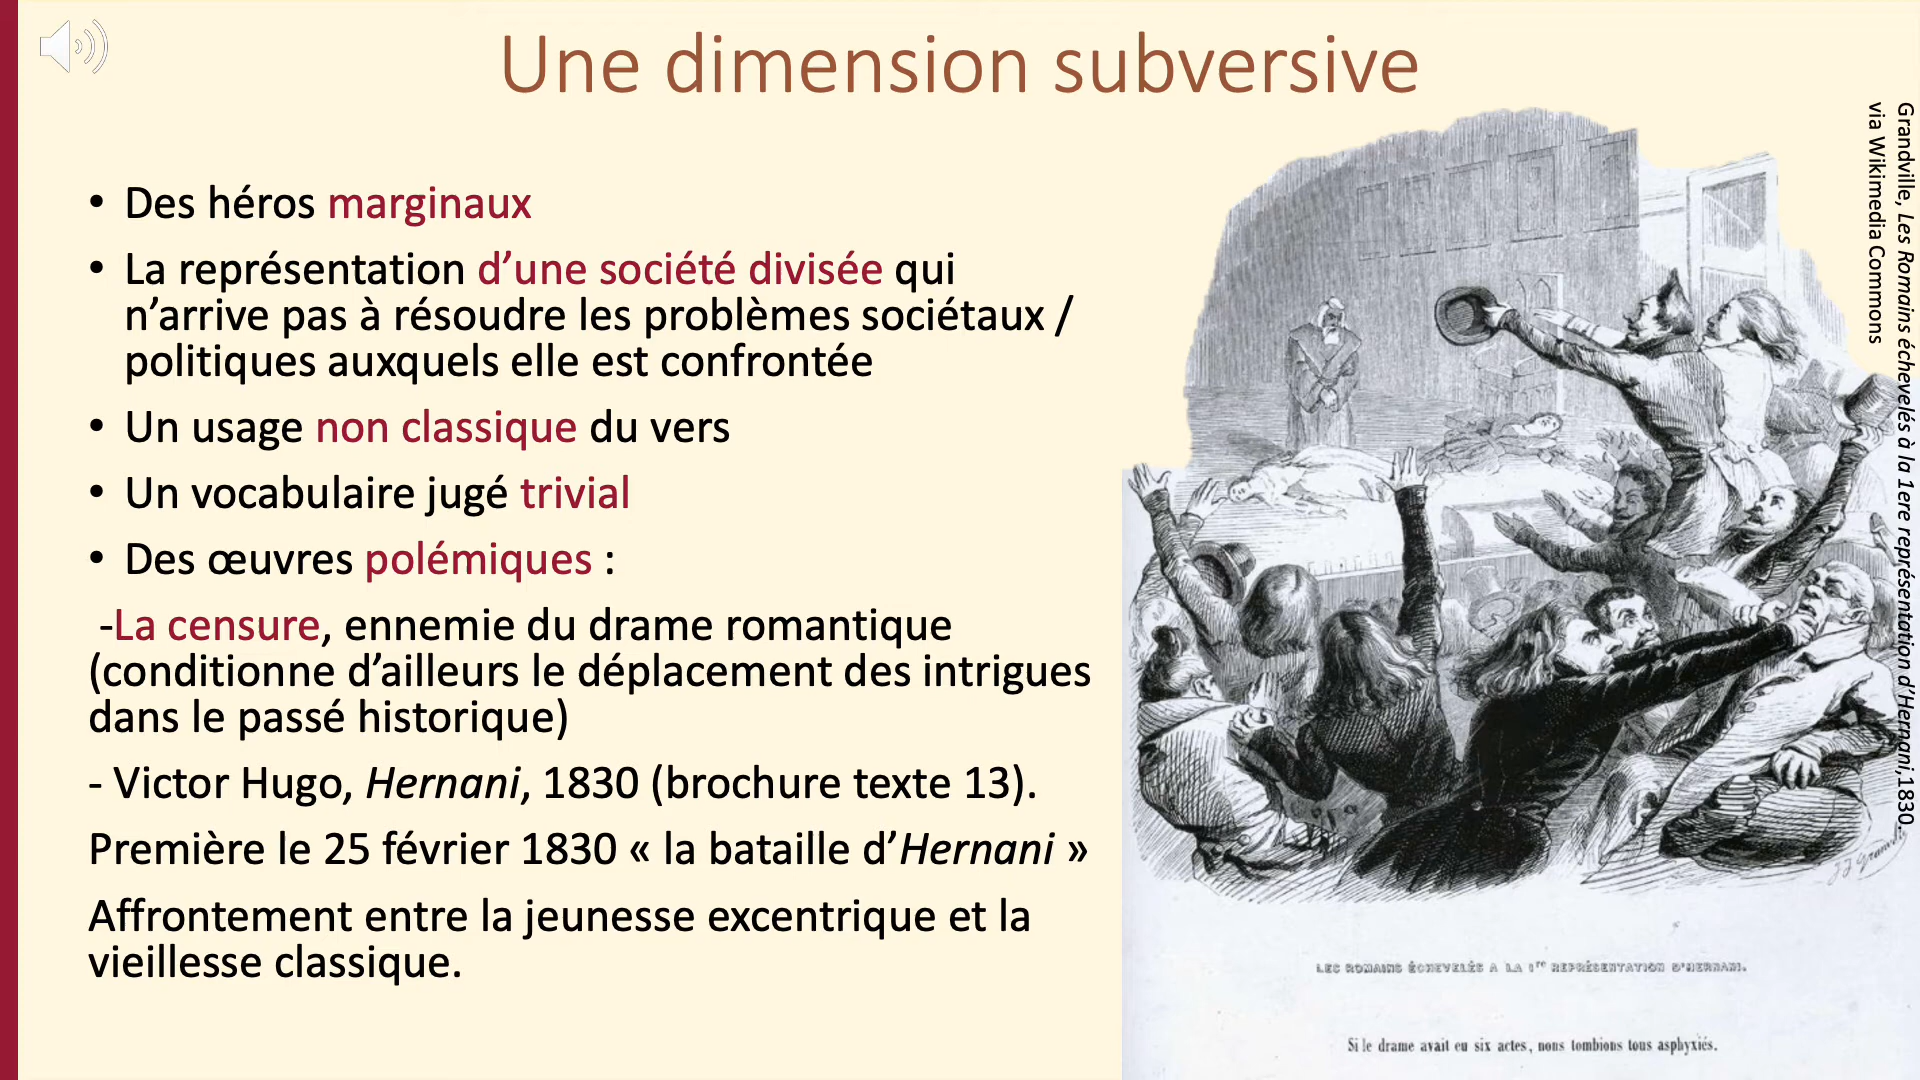 Une dimension subversive
• Des héros marginaux
• La représentation d’une société divisée qui
n’arrive pas à résoudre les problèmes sociétaux /
politiques auxquels elle est confrontée
• Un usage non classique du vers
• Un vocabulaire jugé trivial
• Des œuvres polémiques :
-La censure, ennemie du drame romantique
(conditionne d’ailleurs le déplacement des intrigues
dans le passé historique)
- Victor Hugo, Hernani, 1830 (brochure texte 13).
Première le 25 février 1830 « la bataille d’Hernani »
Affrontement entre la jeunesse excentrique et la
vieillesse classique.
Grandville, Les Romains échevelés à la 1ere représentation d’Hernani,1830.
via Wikimedia Commons
LES ROMAINS ÉCHEVELÉS A LA 1re REPRÉSENTATION D'HERNANI.
Si le drame avait eu six actes, nous tombions tous asphyxiés.